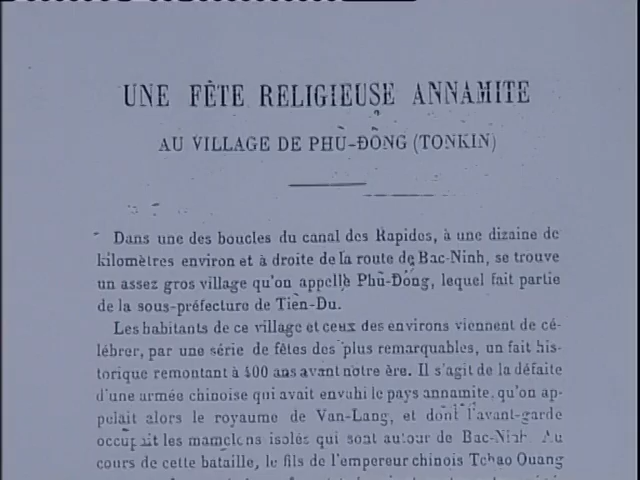 UNE FÊTE RELIGIEUSE ANNAMITE
AU VILLAGE DE PHÙ-ĐÔNG (TONKIN)
Dans une des boucles du canal des Rapides, à une dizaine de
kilomètres environ et à droite de la route de Bac-Ninh, se trouve
un assez gros village qu'on appelle Phù-Đông, lequel fait partie
de la sous-préfecture de Tiên-Du.
Les habitants de ce village et ceux des environs viennent de cé-
lébrer, par une série de fêtes des plus remarquables, un fait his-
torique remontant à 400 ans avant notre ère. Il s'agit de la défaite
d'une armée chinoise qui avait envahi le pays annamite, qu'on ap-
pelait alors le royaume de Van-Lang, et dont l'avant-garde
occupait les mamelons isolés qui sont autour de Bac-Ninh. Au
cours de cette bataille, le fils de l'empereur chinois Tchao Ouang